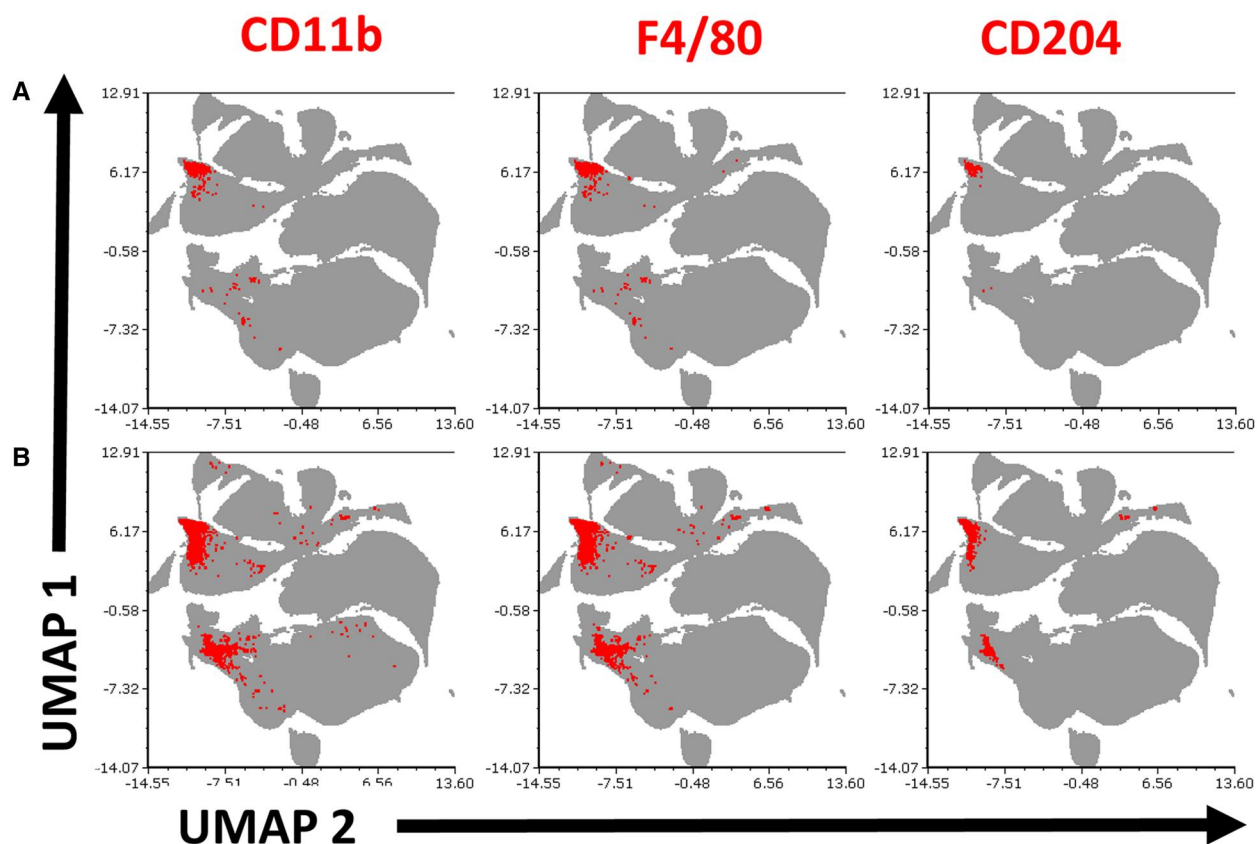 CD11b F4/80 CD204
A
12.91 12.91 12.91
6.17 6.17 6.17
-0.58 -0.58 -0.58
-7.32 -7.32 -7.32
-14.07 -14.07 -14.07
-14.55 -7.51 -0.48 6.56 13.60 -14.55 -7.51 -0.48 6.56 13.60 -14.55 -7.51 -0.48 6.56 13.60
B
12.91 12.91 12.91
6.17 6.17 6.17
-0.58 -0.58 -0.58
-7.32 -7.32 -7.32
-14.07 -14.07 -14.07
-14.55 -7.51 -0.48 6.56 13.60 -14.55 -7.51 -0.48 6.56 13.60 -14.55 -7.51 -0.48 6.56 13.60
UMAP 1
UMAP 2